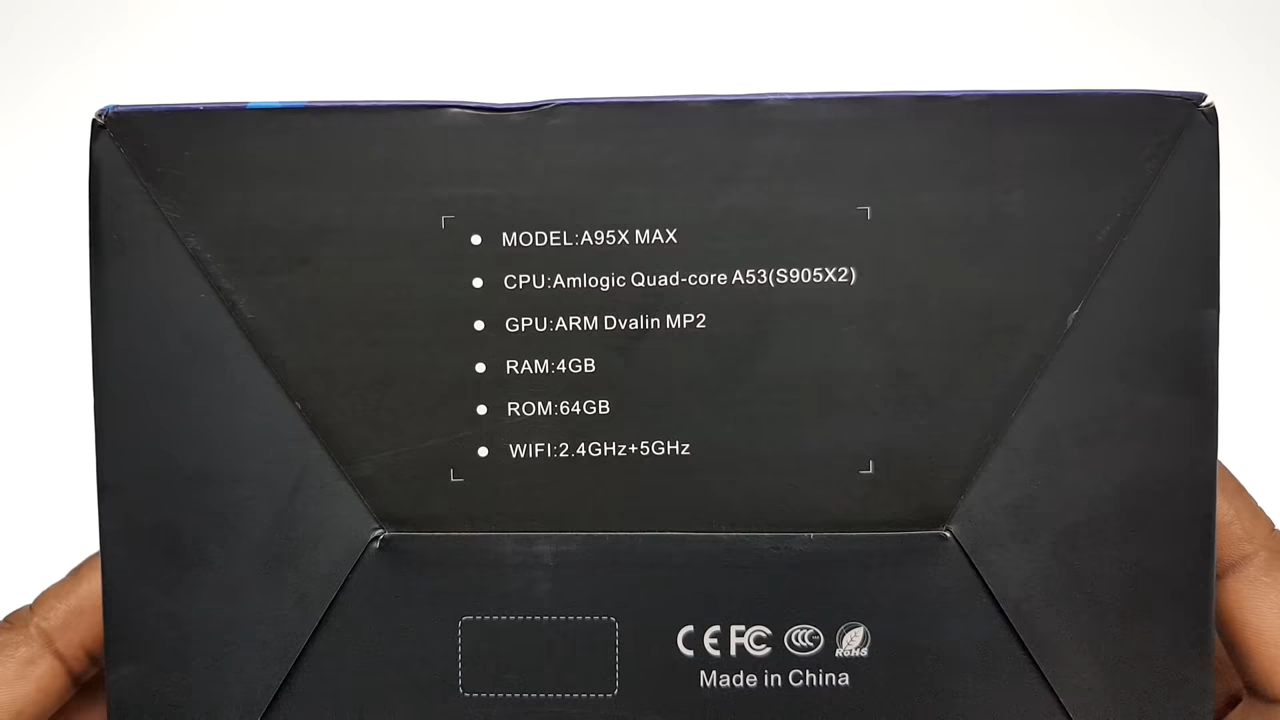 MODEL:A95X MAX
CPU:Amlogic Quad-core A53(S905X2)
GPU:ARM Dvalin MP2
RAM:4GB
ROM:64GB
WIFI:2.4GHz+5GHz
CE FC CCC RoHS
Made in China